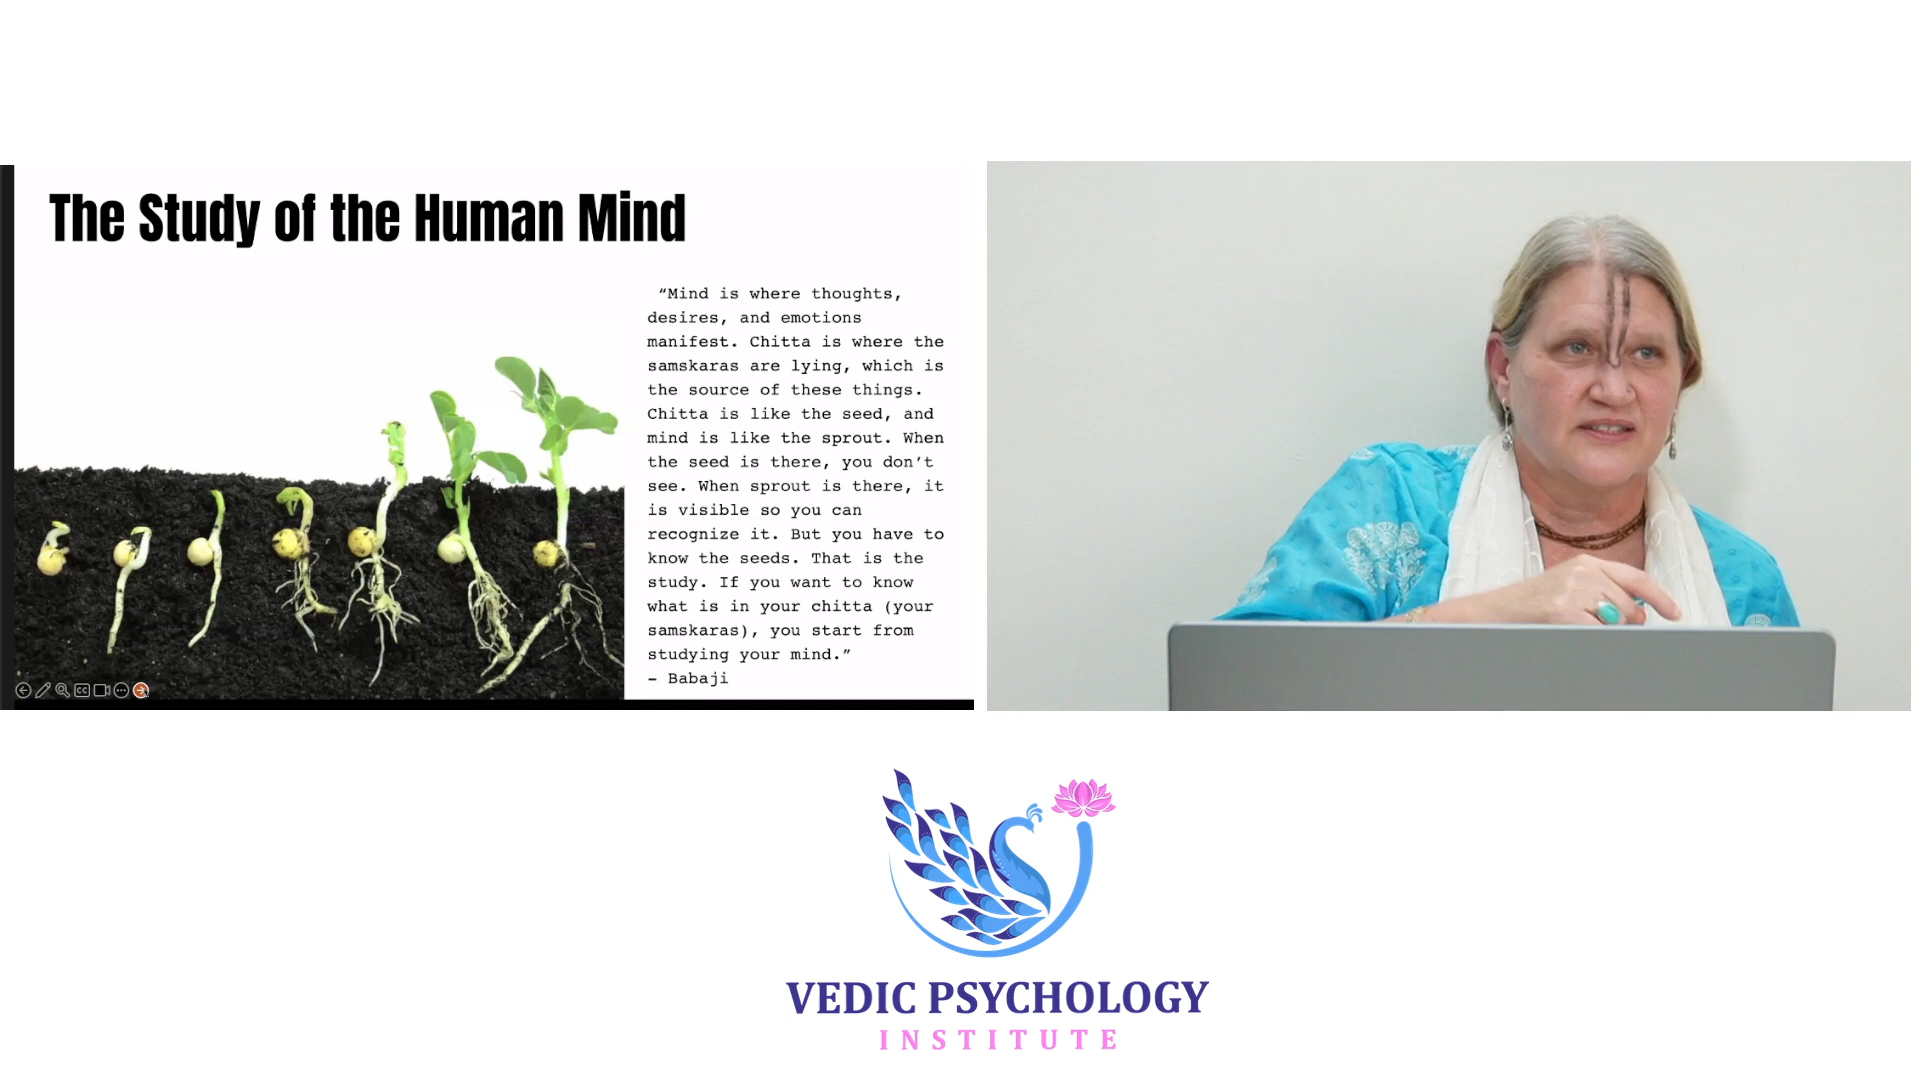 The Study of the Human Mind
“Mind is where thoughts,
desires, and emotions
manifest. Chitta is where the
samskaras are lying, which is
the source of these things.
Chitta is like the seed, and
mind is like the sprout. When
the seed is there, you don’t
see. When sprout is there, it
is visible so you can
recognize it. But you have to
know the seeds. That is the
study. If you want to know
what is in your chitta (your
samskaras), you start from
studying your mind.”
– Babaji
CC
VEDIC PSYCHOLOGY
INSTITUTE